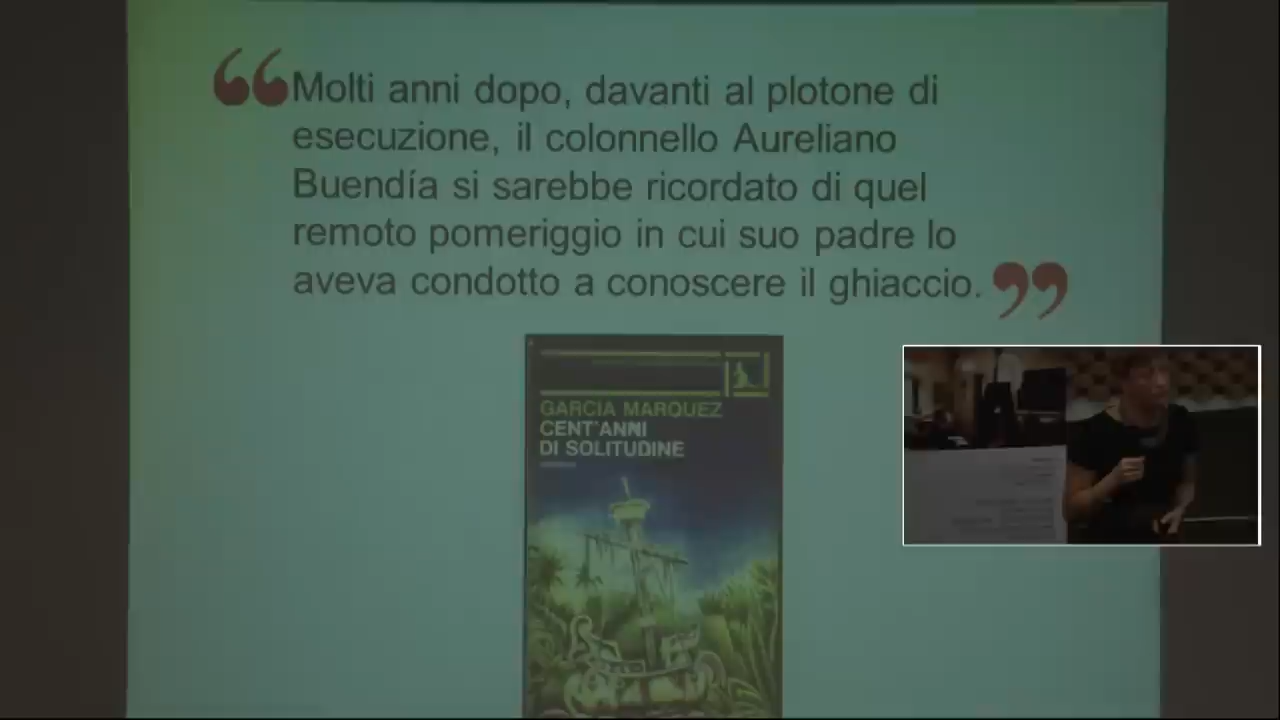 Molti anni dopo, davanti al plotone di
esecuzione, il colonnello Aureliano
Buendía si sarebbe ricordato di quel
remoto pomeriggio in cui suo padre lo
aveva condotto a conoscere il ghiaccio.
GARCIA MARQUEZ
CENT'ANNI
DI SOLITUDINE